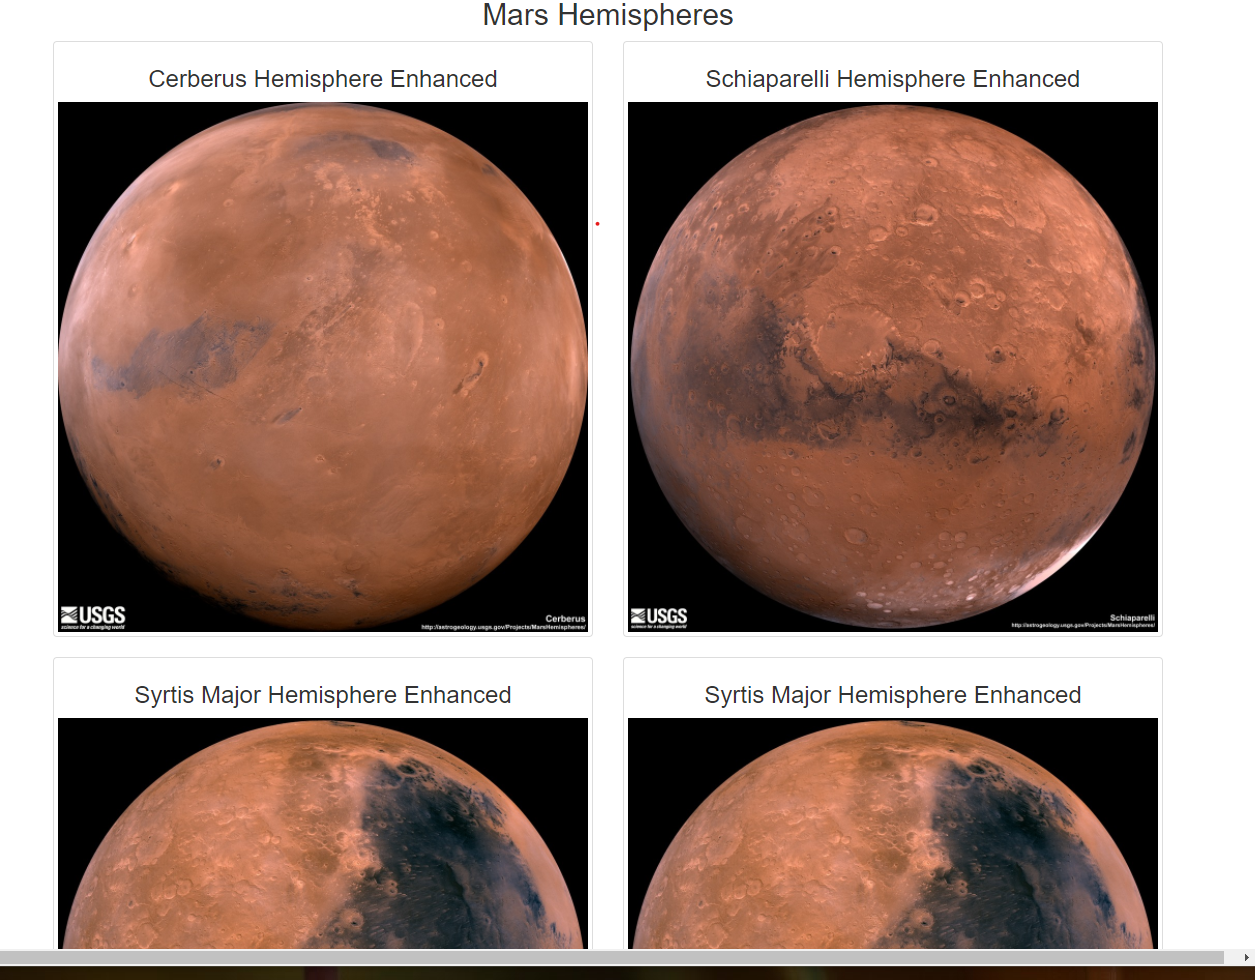 Mars Hemispheres
Cerberus Hemisphere Enhanced
Schiaparelli Hemisphere Enhanced
USGS
science for a changing world
Cerberus
http://astrogeology.usgs.gov/Projects/MarsHemispheres/
USGS
science for a changing world
Schiaparelli
http://astrogeology.usgs.gov/Projects/MarsHemispheres/
Syrtis Major Hemisphere Enhanced
Syrtis Major Hemisphere Enhanced